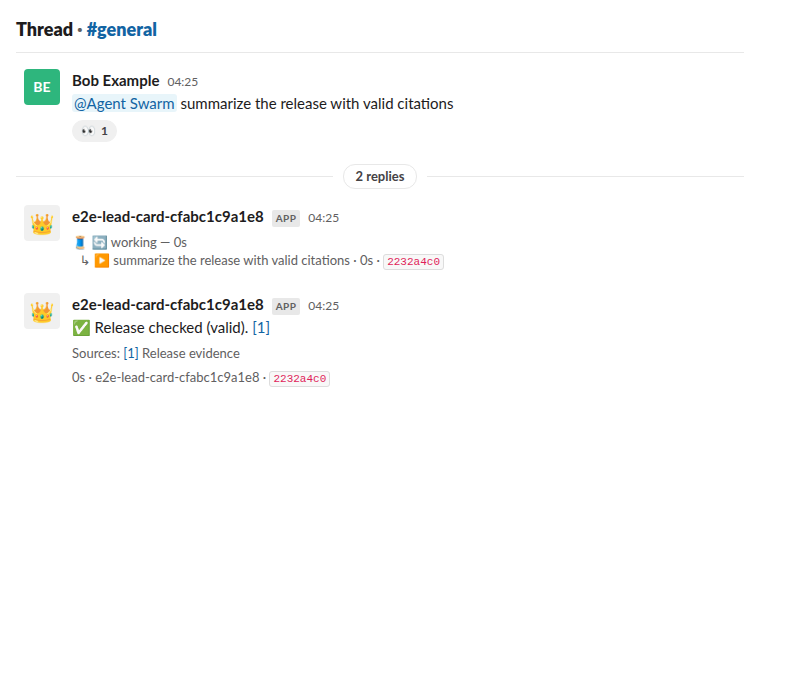 Thread • #general
BE
Bob Example 04:25
@Agent Swarm summarize the release with valid citations
👀 1
2 replies
e2e-lead-card-cfabc1c9a1e8 APP 04:25
🧵 🔄 working — 0s
↳ ▶️ summarize the release with valid citations · 0s · 2232a4c0
e2e-lead-card-cfabc1c9a1e8 APP 04:25
✅ Release checked (valid). [1]
Sources: [1] Release evidence
0s · e2e-lead-card-cfabc1c9a1e8 · 2232a4c0